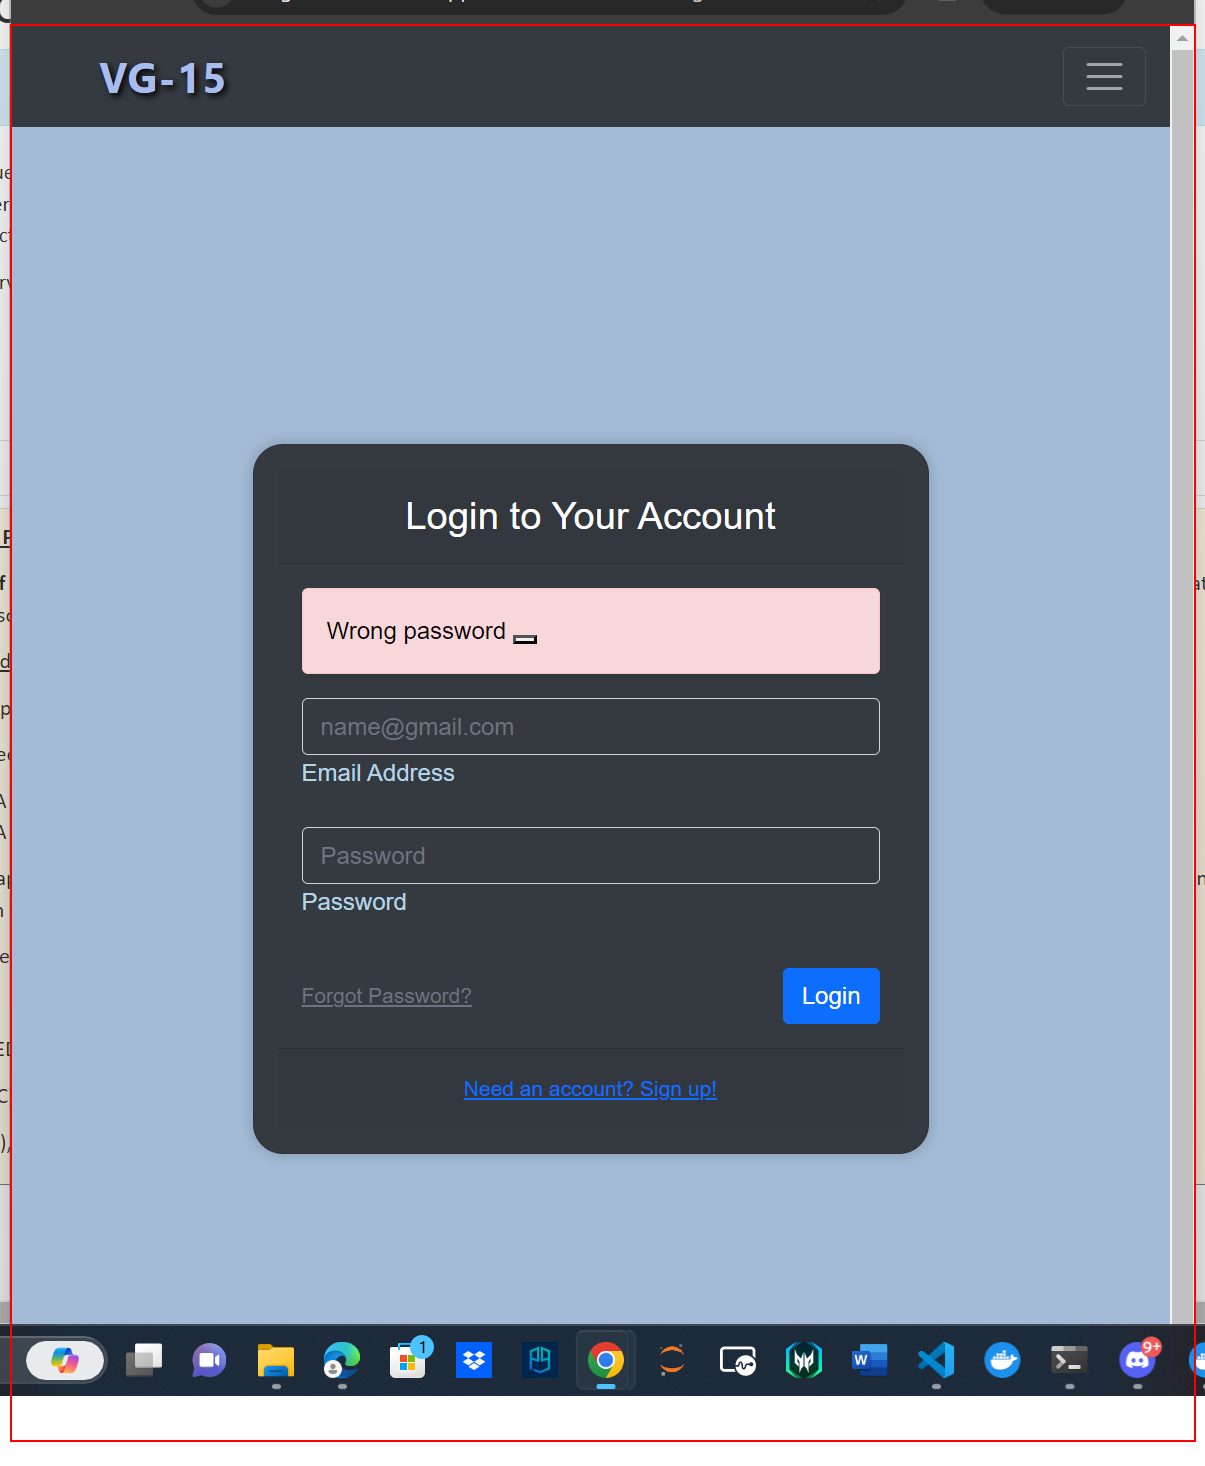 VG-15
Login to Your Account
Wrong password
name@gmail.com
Email Address
Password
Password
Forgot Password?
Login
Need an account? Sign up!
1
W
9+